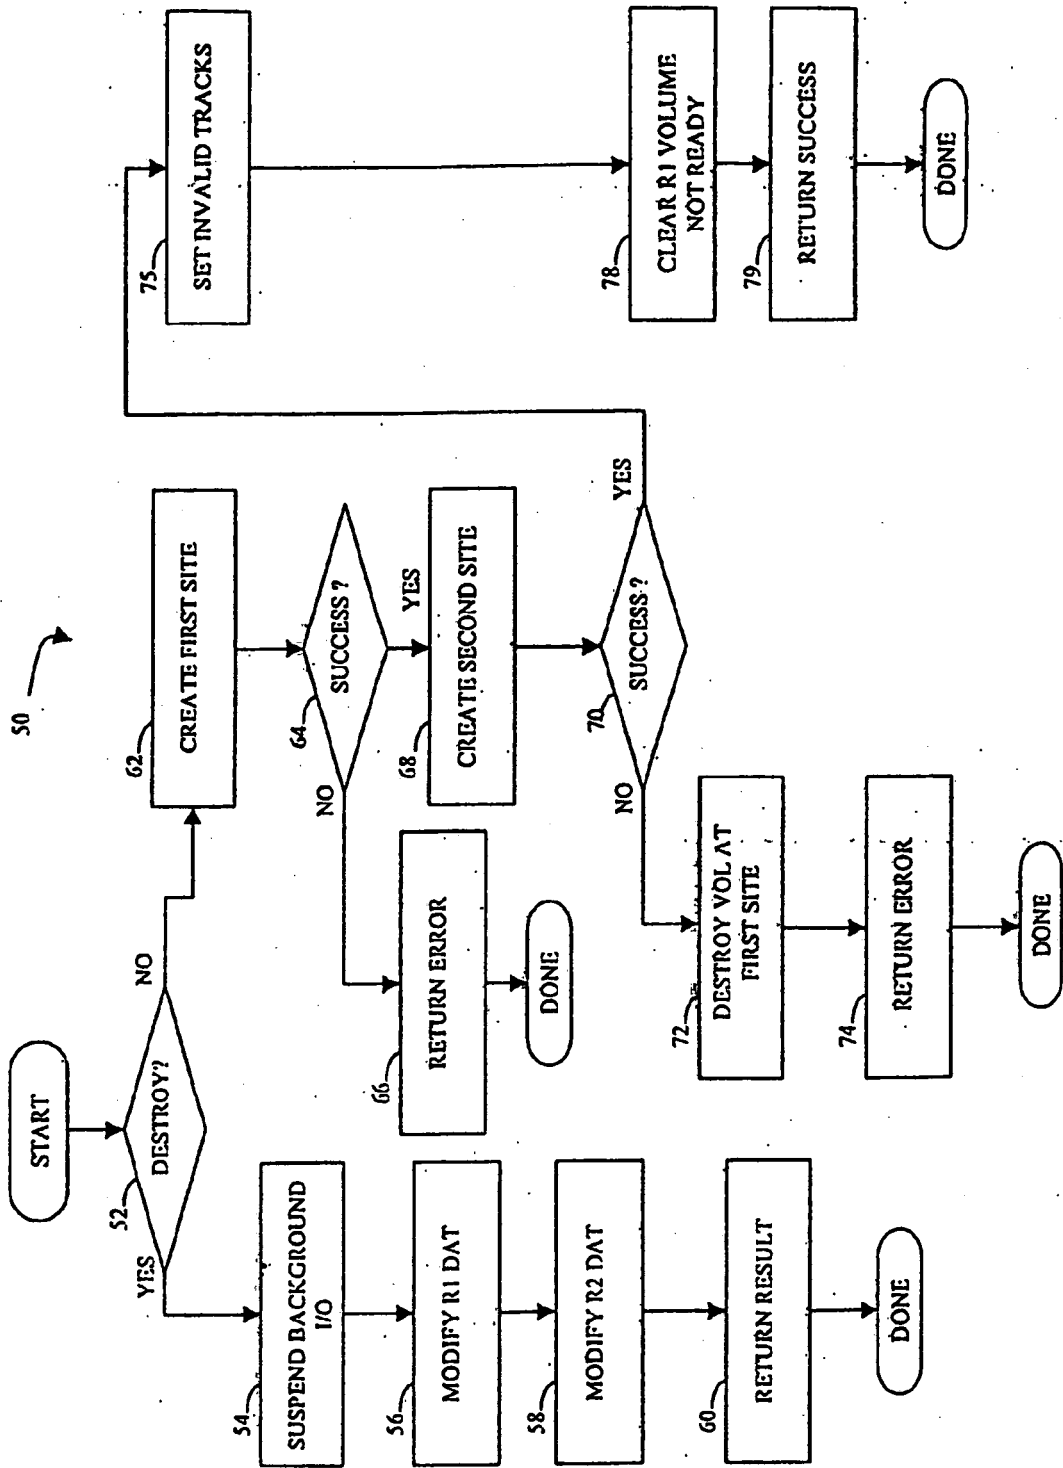 50
START
52
DESTROY?
YES
NO
54
SUSPEND BACKGROUND
I/O
56
MODIFY R1 DAT
58
MODIFY R2 DAT
60
RETURN RESULT
DONE
62
CREATE FIRST SITE
64
SUCCESS ?
NO
YES
66
RETURN ERROR
DONE
68
CREATE SECOND SITE
70
SUCCESS ?
NO
YES
72
DESTROY VOL AT
FIRST SITE
74
RETURN ERROR
DONE
75
SET INVALID TRACKS
78
CLEAR R1 VOLUME
NOT READY
79
RETURN SUCCESS
DONE